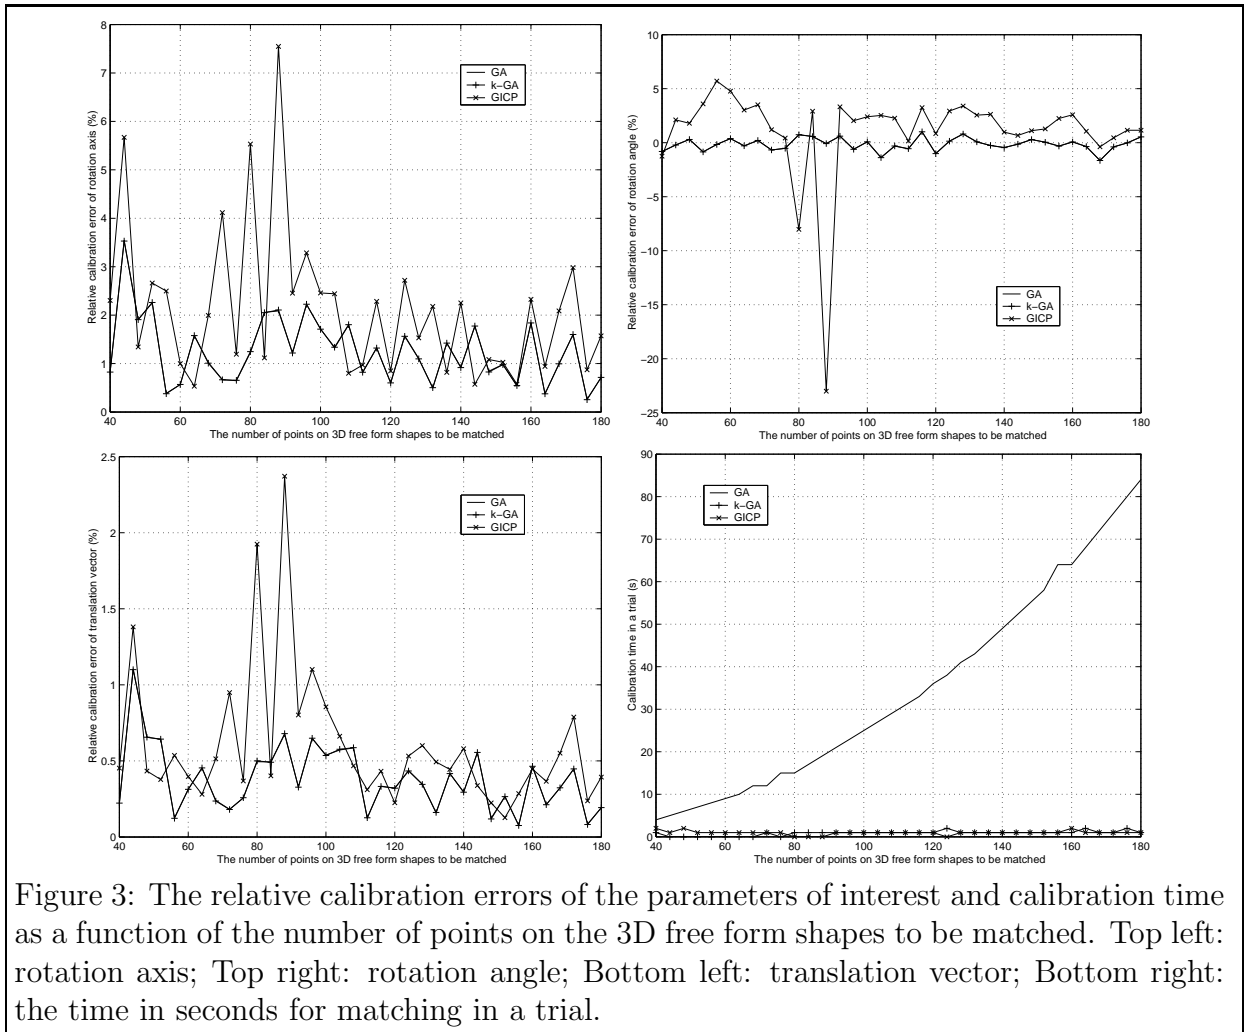 8
7
6
5
4
3
2
1
0
40 60 80 100 120 140 160 180
Relative calibration error of rotation axis (%)
The number of points on 3D free form shapes to be matched
GA
k−GA
GICP
10
5
0
−5
−10
−15
−20
−25
40 60 80 100 120 140 160 180
Relative calibration error of rotation angle (%)
The number of points on 3D free form shapes to be matched
GA
k−GA
GICP
2.5
2
1.5
1
0.5
0
40 60 80 100 120 140 160 180
Relative calibration error of translation vector (%)
The number of points on 3D free form shapes to be matched
GA
k−GA
GICP
90
80
70
60
50
40
30
20
10
0
40 60 80 100 120 140 160 180
Calibration time in a trial (s)
The number of points on 3D free form shapes to be matched
GA
k−GA
GICP
Figure 3: The relative calibration errors of the parameters of interest and calibration time
as a function of the number of points on the 3D free form shapes to be matched. Top left:
rotation axis; Top right: rotation angle; Bottom left: translation vector; Bottom right:
the time in seconds for matching in a trial.